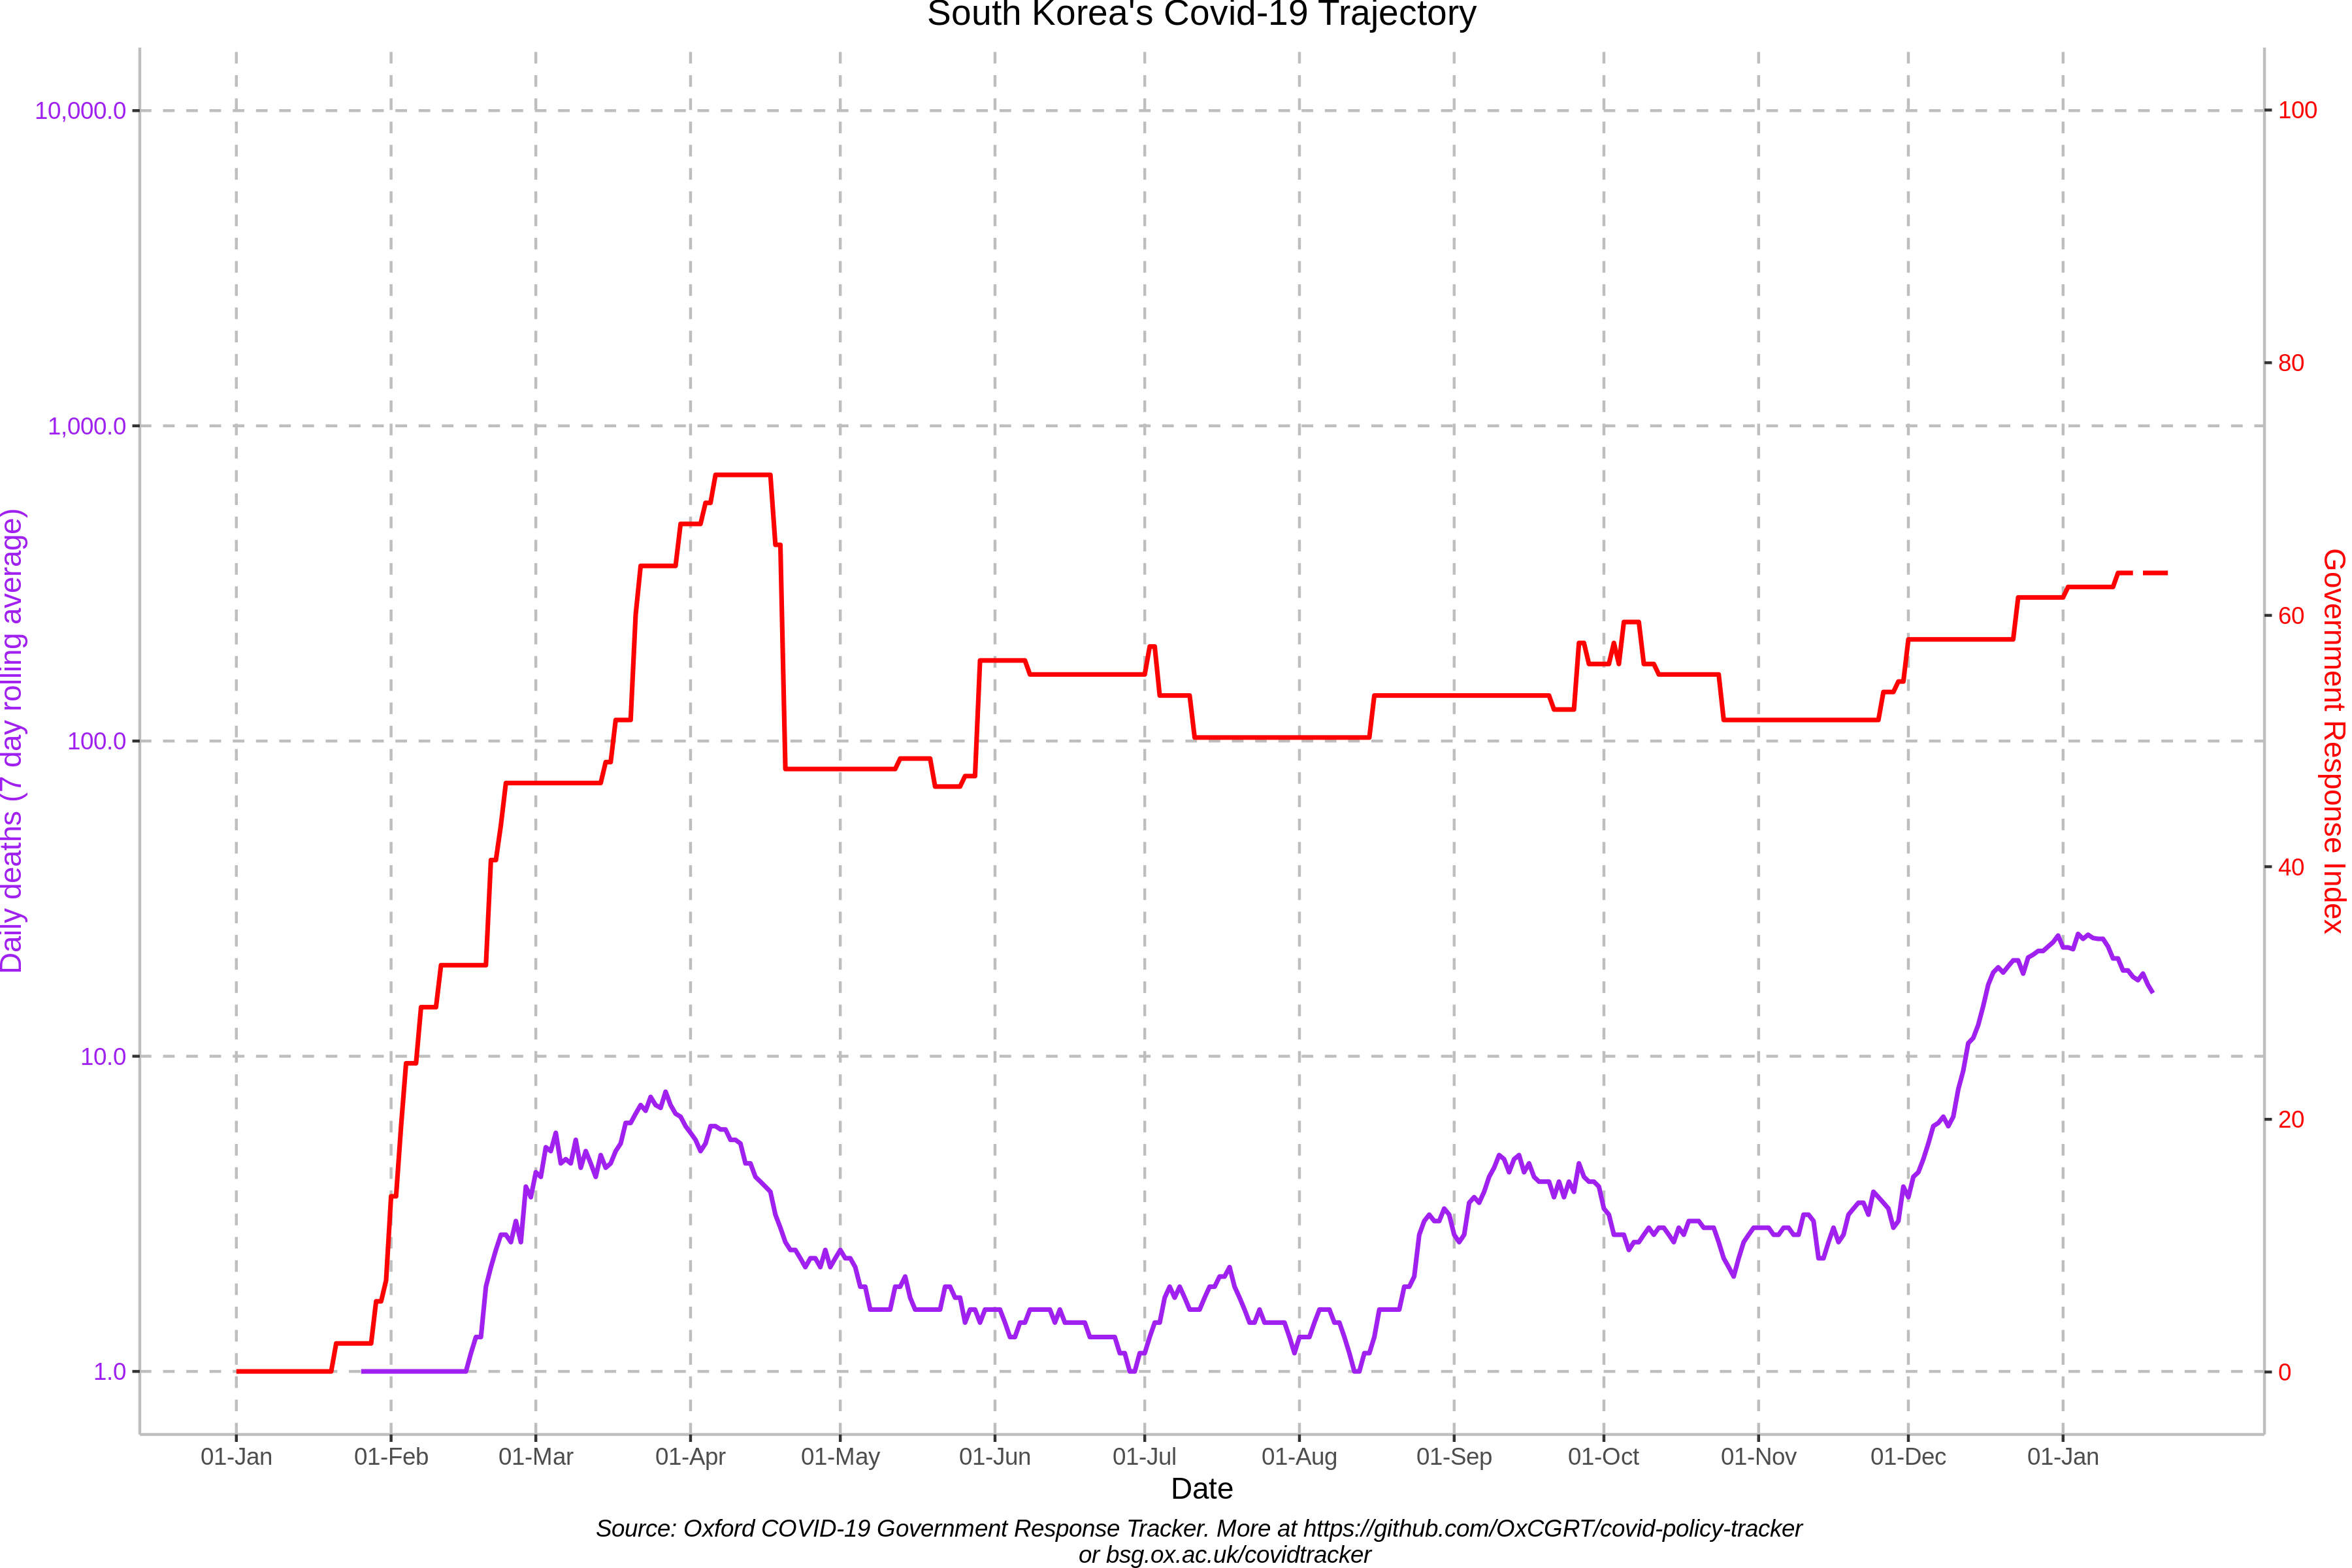 South Korea's Covid-19 Trajectory
10,000.0
1,000.0
100.0
10.0
1.0
Daily deaths (7 day rolling average)
100
80
60
40
20
0
Government Response Index
01-Jan 01-Feb 01-Mar 01-Apr 01-May 01-Jun 01-Jul 01-Aug 01-Sep 01-Oct 01-Nov 01-Dec 01-Jan
Date
Source: Oxford COVID-19 Government Response Tracker. More at https://github.com/OxCGRT/covid-policy-tracker
or bsg.ox.ac.uk/covidtracker